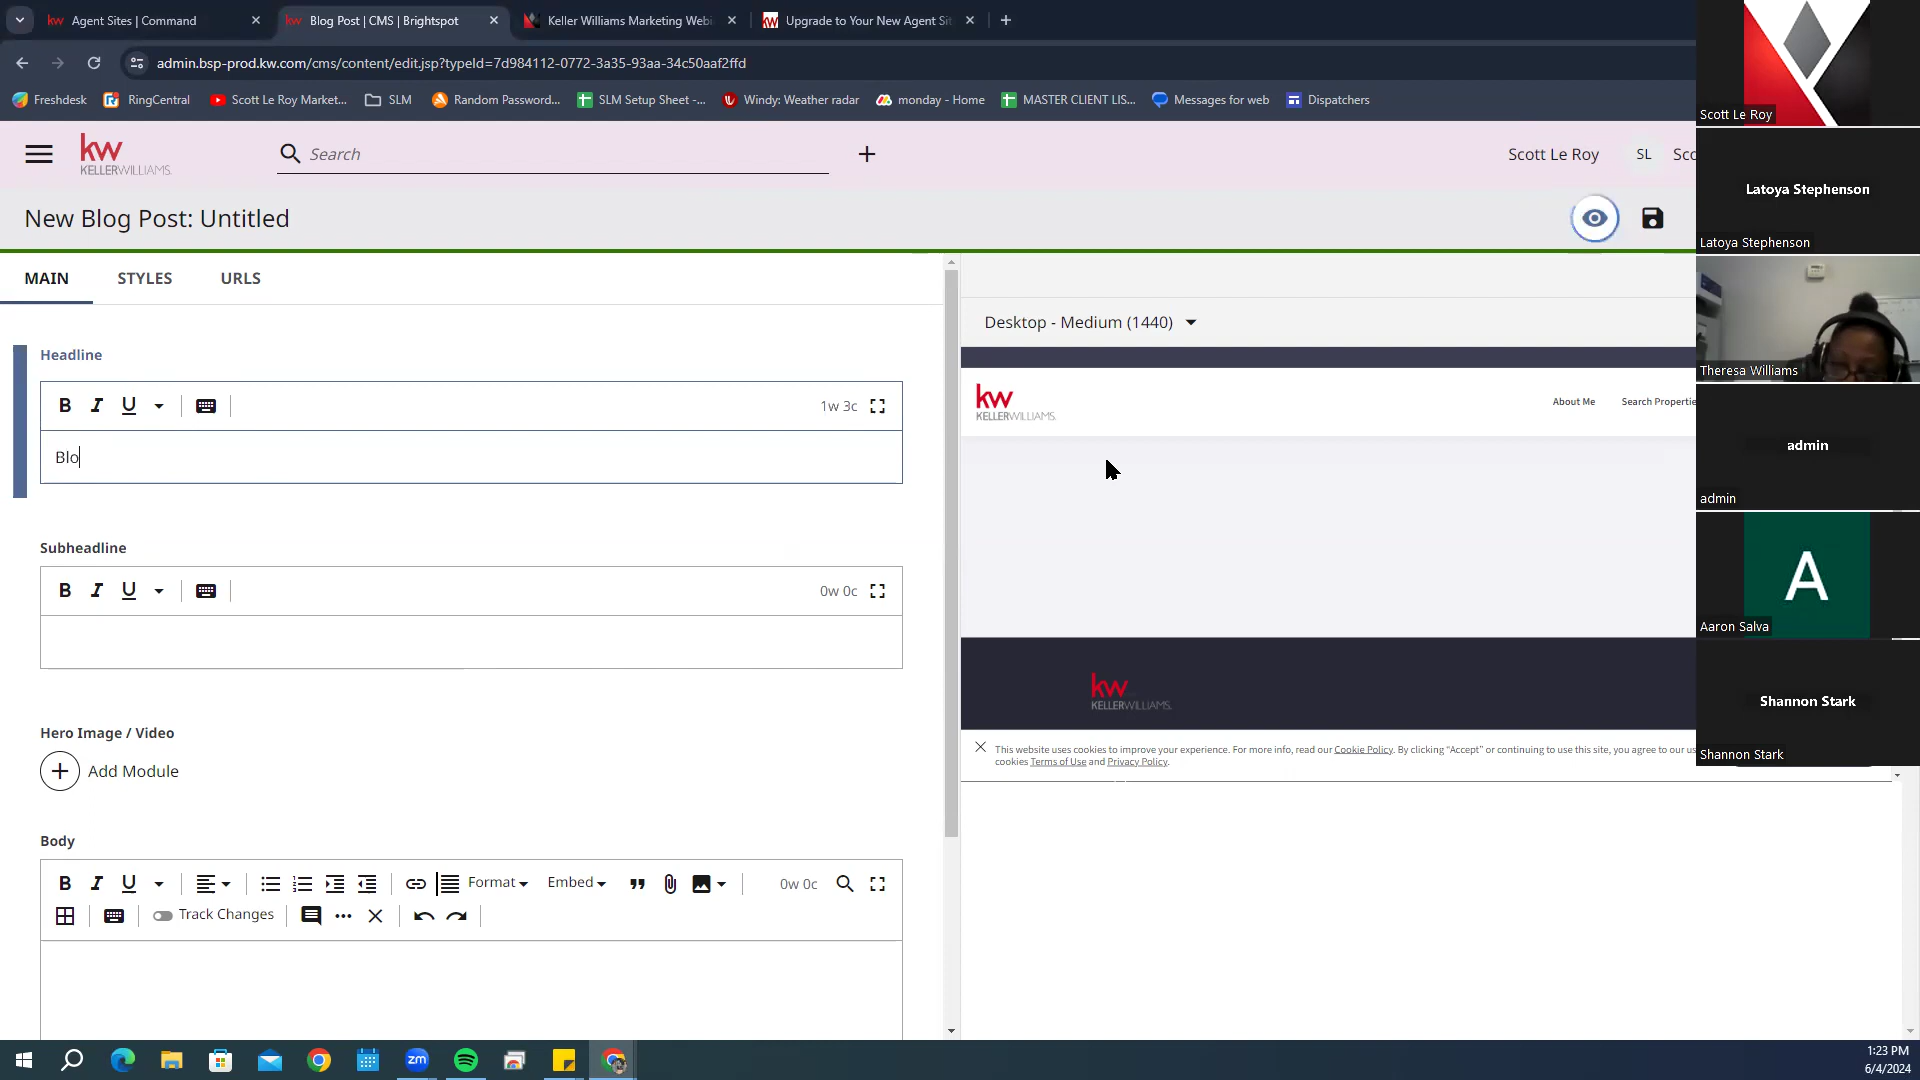 Agent Sites | Command
Blog Post | CMS | Brightspot
Keller Williams Marketing Webi
Upgrade to Your New Agent Sit
admin.bsp-prod.kw.com/cms/content/edit.jsp?typeId=7d984112-0772-3a35-93aa-34c50aaf2ffd
Freshdesk
RingCentral
Scott Le Roy Market...
SLM
Random Password...
SLM Setup Sheet -...
Windy: Weather radar
monday - Home
MASTER CLIENT LIS...
Messages for web
Dispatchers
Scott Le Roy
kw
KELLERWILLIAMS.
Search
Scott Le Roy
SL
Sco
Latoya Stephenson
Latoya Stephenson
New Blog Post: Untitled
MAIN
STYLES
URLS
Desktop - Medium (1440)
Theresa Williams
Headline
B I U
1w 3c
Blo
kw
KELLERWILLIAMS.
About Me
Search Propertie
admin
admin
Subheadline
B I U
0w 0c
A
Aaron Salva
kw
KELLERWILLIAMS.
Shannon Stark
Shannon Stark
Hero Image / Video
Add Module
This website uses cookies to improve your experience. For more info, read our Cookie Policy. By clicking “Accept” or continuing to use this site, you agree to our us
cookies Terms of Use and Privacy Policy.
Body
B I U
Format
Embed
0w 0c
Track Changes
zm
1:23 PM
6/4/2024